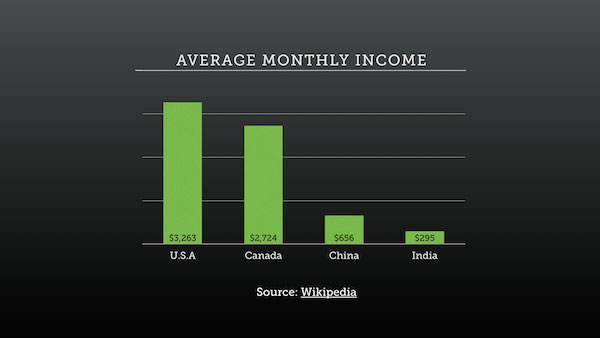 AVERAGE MONTHLY INCOME
$3,263 $2,724 $656 $295
U.S.A Canada China India
Source: Wikipedia